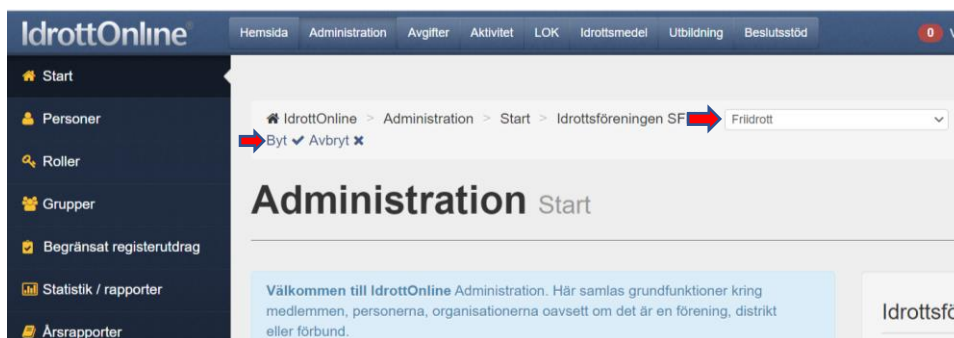 IdrottOnline
Hemsida Administration Avgifter Aktivitet LOK Idrottsmedel Utbildning Beslutsstöd 0
Start
Personer
Roller
Grupper
Begränsat registerutdrag
Statistik / rapporter
Årsrapporter
IdrottOnline > Administration > Start > Idrottsföreningen SF Friidrott
Byt Avbryt
Administration Start
Välkommen till IdrottOnline Administration. Här samlas grundfunktioner kring
medlemmen, personerna, organisationerna oavsett om det är en förening, distrikt
eller förbund.